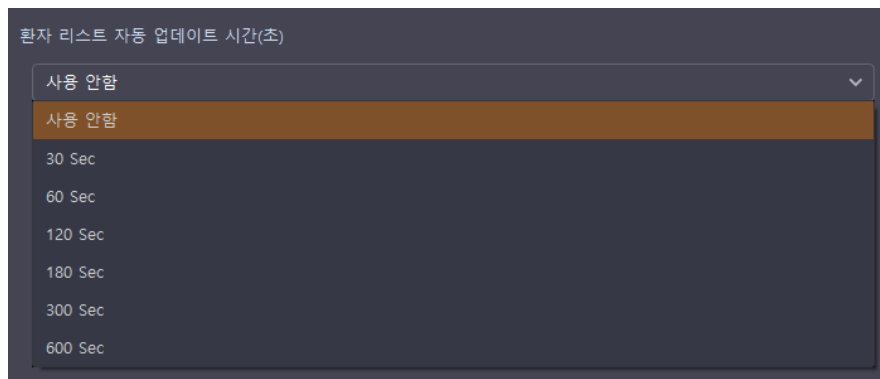 환자 리스트 자동 업데이트 시간(초)
사용 안함
사용 안함
30 Sec
60 Sec
120 Sec
180 Sec
300 Sec
600 Sec